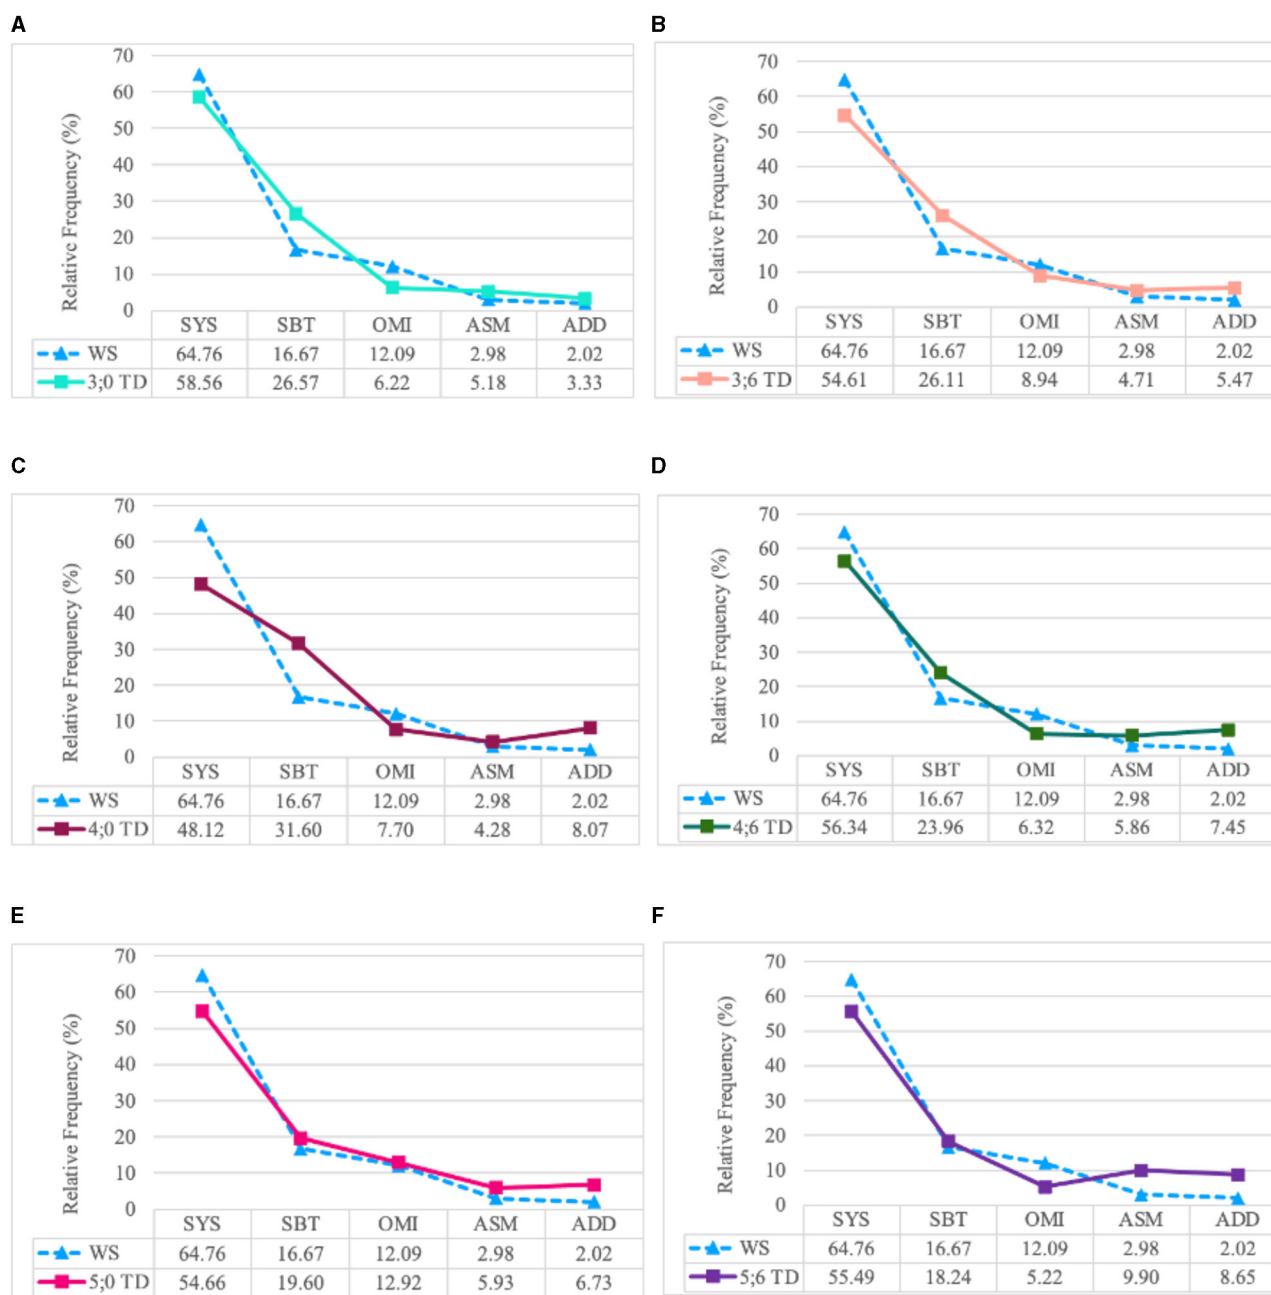 A
Relative Frequency (%)
70
60
50
40
30
20
10
0
SYS SBT OMI ASM ADD
WS 64.76 16.67 12.09 2.98 2.02
3;0 TD 58.56 26.57 6.22 5.18 3.33
B
Relative Frequency (%)
70
60
50
40
30
20
10
0
SYS SBT OMI ASM ADD
WS 64.76 16.67 12.09 2.98 2.02
3;6 TD 54.61 26.11 8.94 4.71 5.47
C
Relative Frequency (%)
70
60
50
40
30
20
10
0
SYS SBT OMI ASM ADD
WS 64.76 16.67 12.09 2.98 2.02
4;0 TD 48.12 31.60 7.70 4.28 8.07
D
Relative Frequency (%)
70
60
50
40
30
20
10
0
SYS SBT OMI ASM ADD
WS 64.76 16.67 12.09 2.98 2.02
4;6 TD 56.34 23.96 6.32 5.86 7.45
E
Relative Frequency (%)
70
60
50
40
30
20
10
0
SYS SBT OMI ASM ADD
WS 64.76 16.67 12.09 2.98 2.02
5;0 TD 54.66 19.60 12.92 5.93 6.73
F
Relative Frequency (%)
70
60
50
40
30
20
10
0
SYS SBT OMI ASM ADD
WS 64.76 16.67 12.09 2.98 2.02
5;6 TD 55.49 18.24 5.22 9.90 8.65